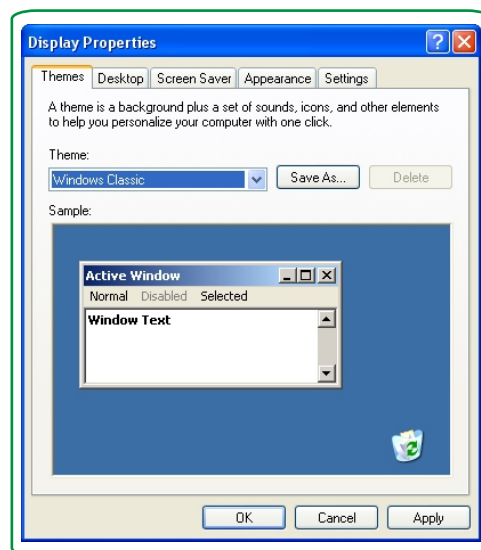 Display Properties
Themes Desktop Screen Saver Appearance Settings
A theme is a background plus a set of sounds, icons, and other elements
to help you personalize your computer with one click.
Theme:
Windows Classic Save As... Delete
Sample:
Active Window
Normal Disabled Selected
Window Text
OK Cancel Apply